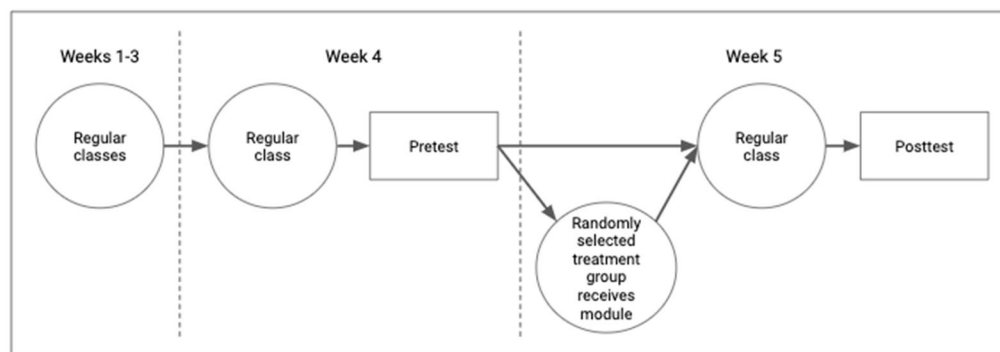 Weeks 1-3
Week 4
Week 5
Regular
classes
Regular
class
Pretest
Regular
class
Posttest
Randomly
selected
treatment
group
receives
module